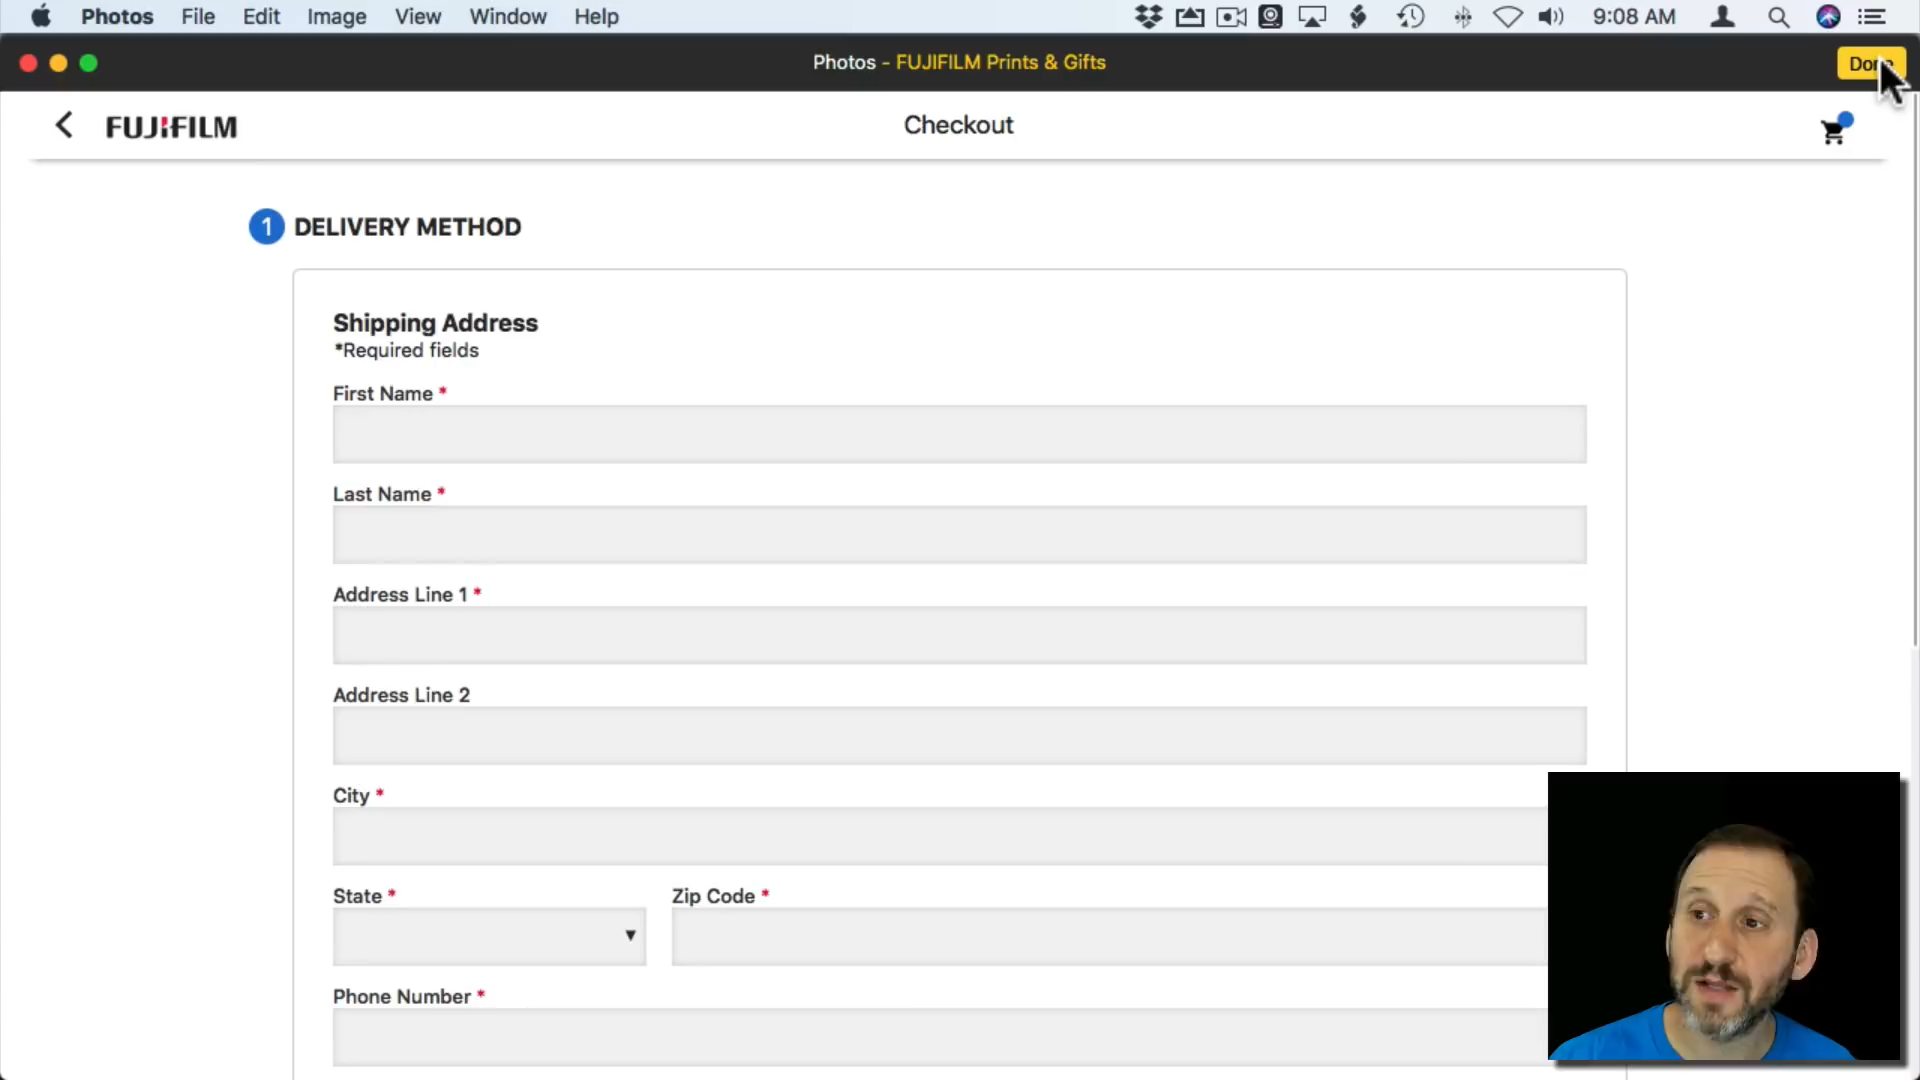 Photos File Edit Image View Window Help 9:08 AM
Photos - FUJIFILM Prints & Gifts
FUJIFILM Checkout
1 DELIVERY METHOD
Shipping Address
*Required fields
First Name *
Last Name *
Address Line 1 *
Address Line 2
City *
State * Zip Code *
Phone Number *